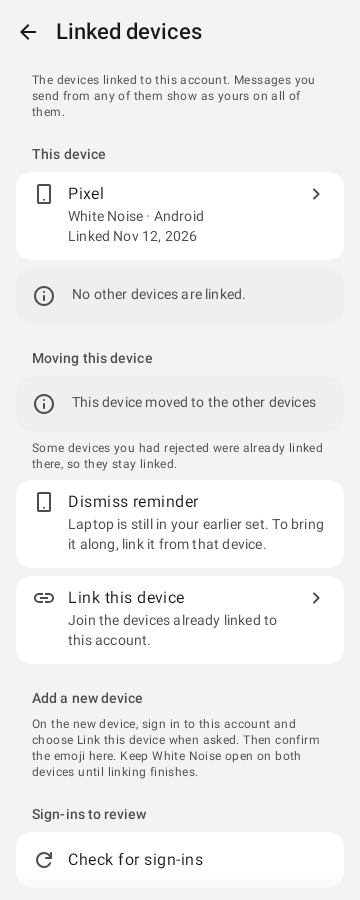 Linked devices
The devices linked to this account. Messages you
send from any of them show as yours on all of
them.
This device
Pixel
White Noise · Android
Linked Nov 12, 2026
No other devices are linked.
Moving this device
This device moved to the other devices
Some devices you had rejected were already linked
there, so they stay linked.
Dismiss reminder
Laptop is still in your earlier set. To bring
it along, link it from that device.
Link this device
Join the devices already linked to
this account.
Add a new device
On the new device, sign in to this account and
choose Link this device when asked. Then confirm
the emoji here. Keep White Noise open on both
devices until linking finishes.
Sign-ins to review
Check for sign-ins